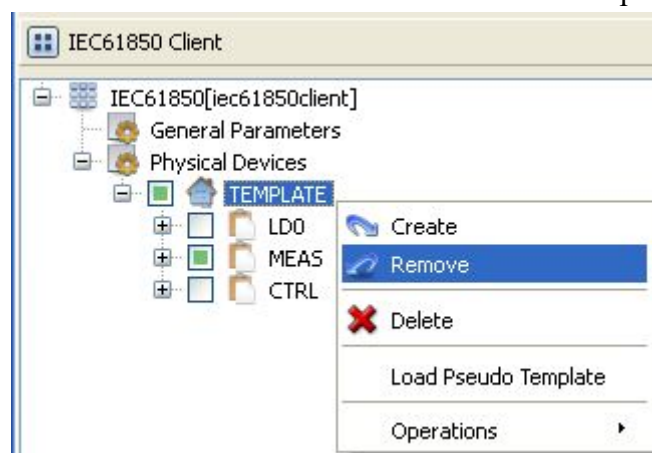 IEC61850 Client
IEC61850[iec61850client]
General Parameters
Physical Devices
TEMPLATE
LD0
MEAS
CTRL
Create
Remove
Delete
Load Pseudo Template
Operations